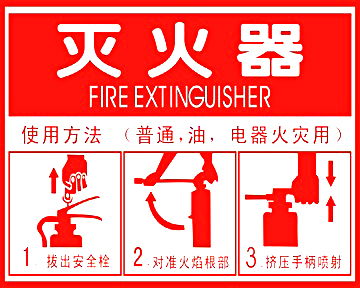 灭火器
FIRE EXTINGUISHER
使用方法 （普通,油, 电器火灾用）
1. 拔出安全栓
2. 对准火焰根部
3. 挤压手柄喷射